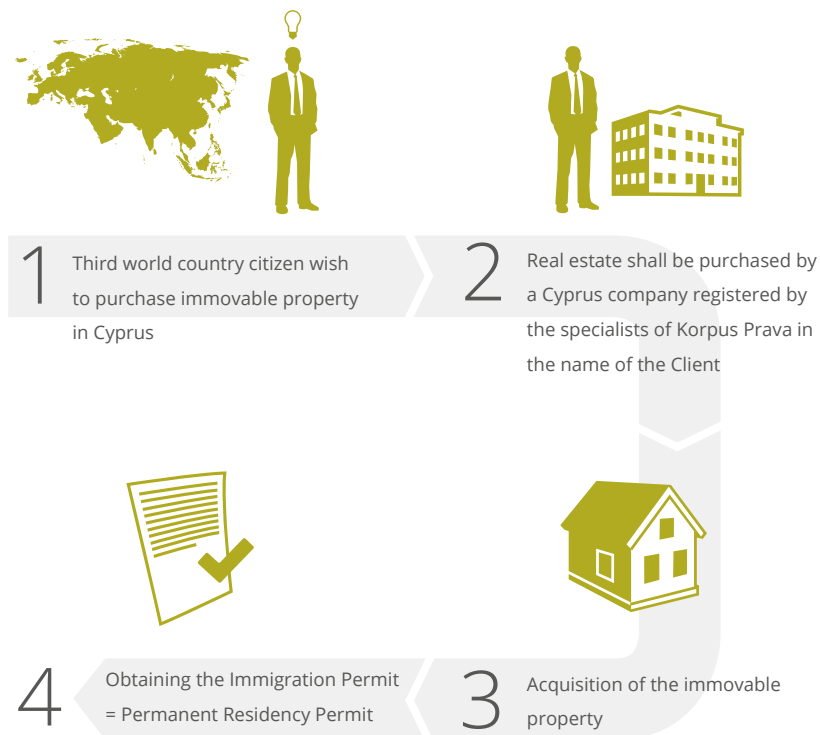 1
Third world country citizen wish
to purchase immovable property
in Cyprus
2
Real estate shall be purchased by
a Cyprus company registered by
the specialists of Korpus Prava in
the name of the Client
3
Acquisition of the immovable
property
4
Obtaining the Immigration Permit
= Permanent Residency Permit